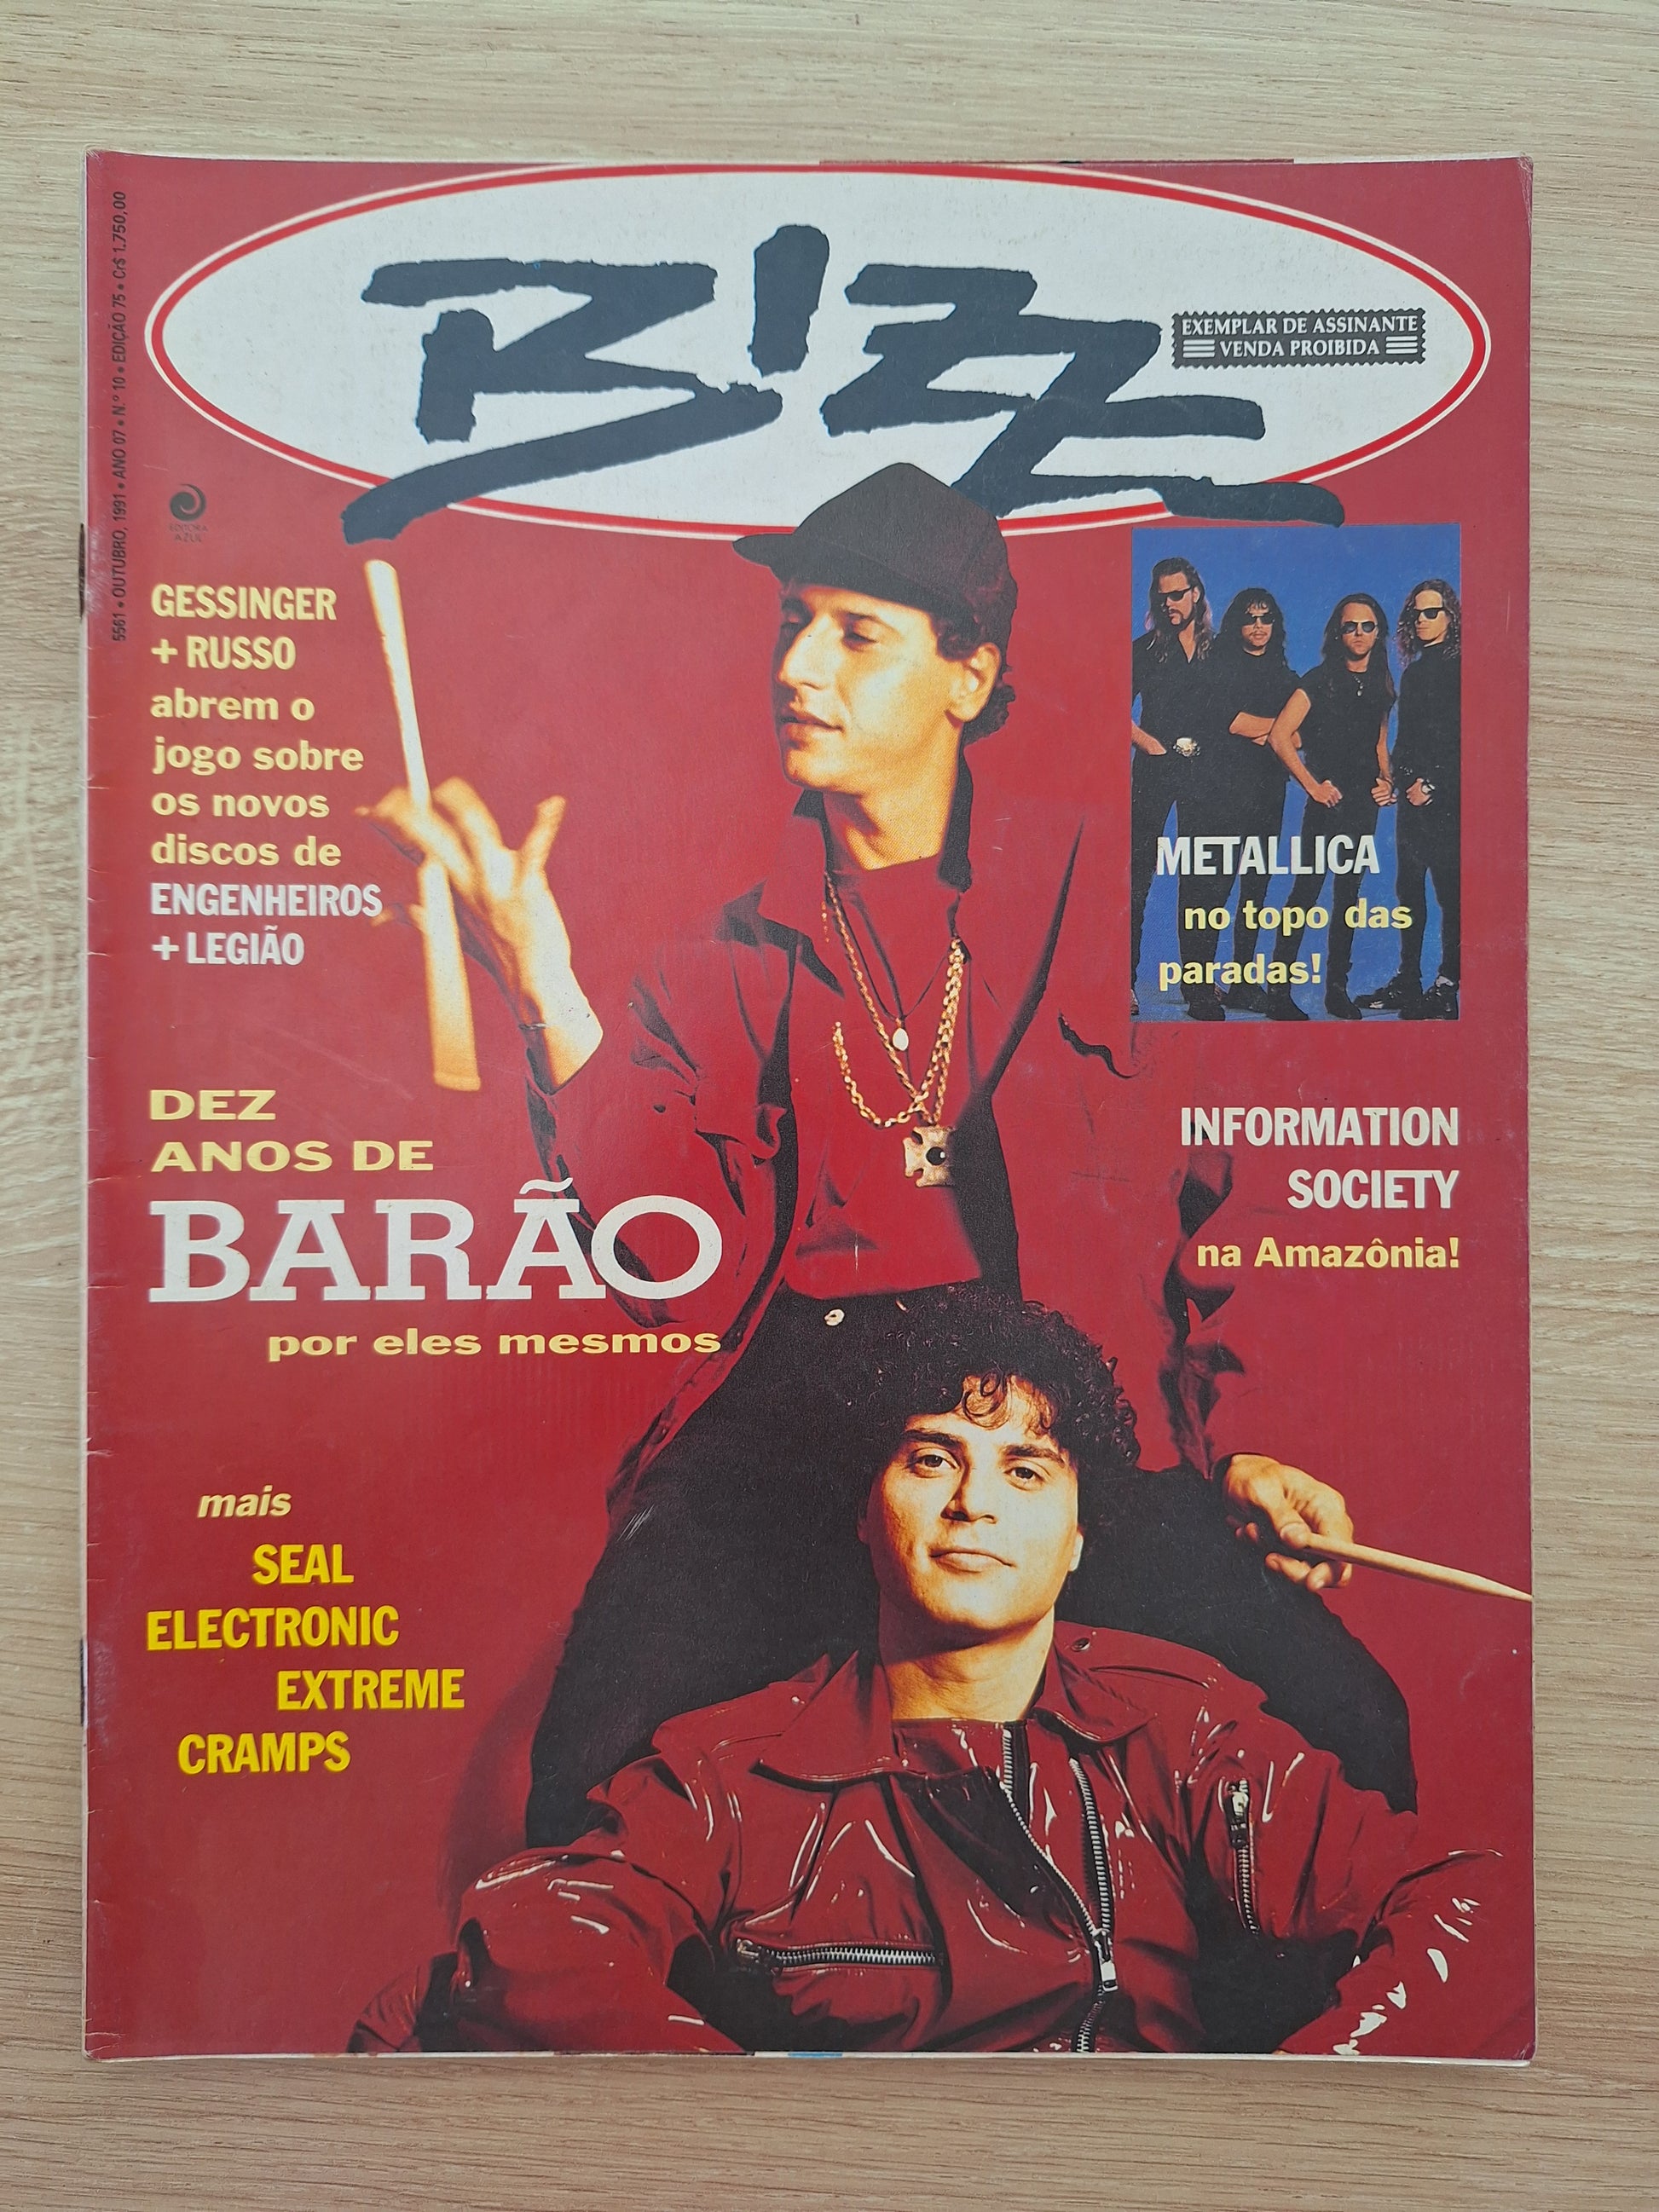 5561 • OUTUBRO, 1991 • ANO 07 • N.º 10 • EDIÇÃO 75 • Cr$ 1.750,00
BIZZ
EXEMPLAR DE ASSINANTE
VENDA PROIBIDA
EDITORA
AZUL
GESSINGER
+ RUSSO
abrem o
jogo sobre
os novos
discos de
ENGENHEIROS
+ LEGIÃO
METALLICA
no topo das
paradas!
DEZ
ANOS DE
BARÃO
por eles mesmos
INFORMATION
SOCIETY
na Amazônia!
mais
SEAL
ELECTRONIC
EXTREME
CRAMPS